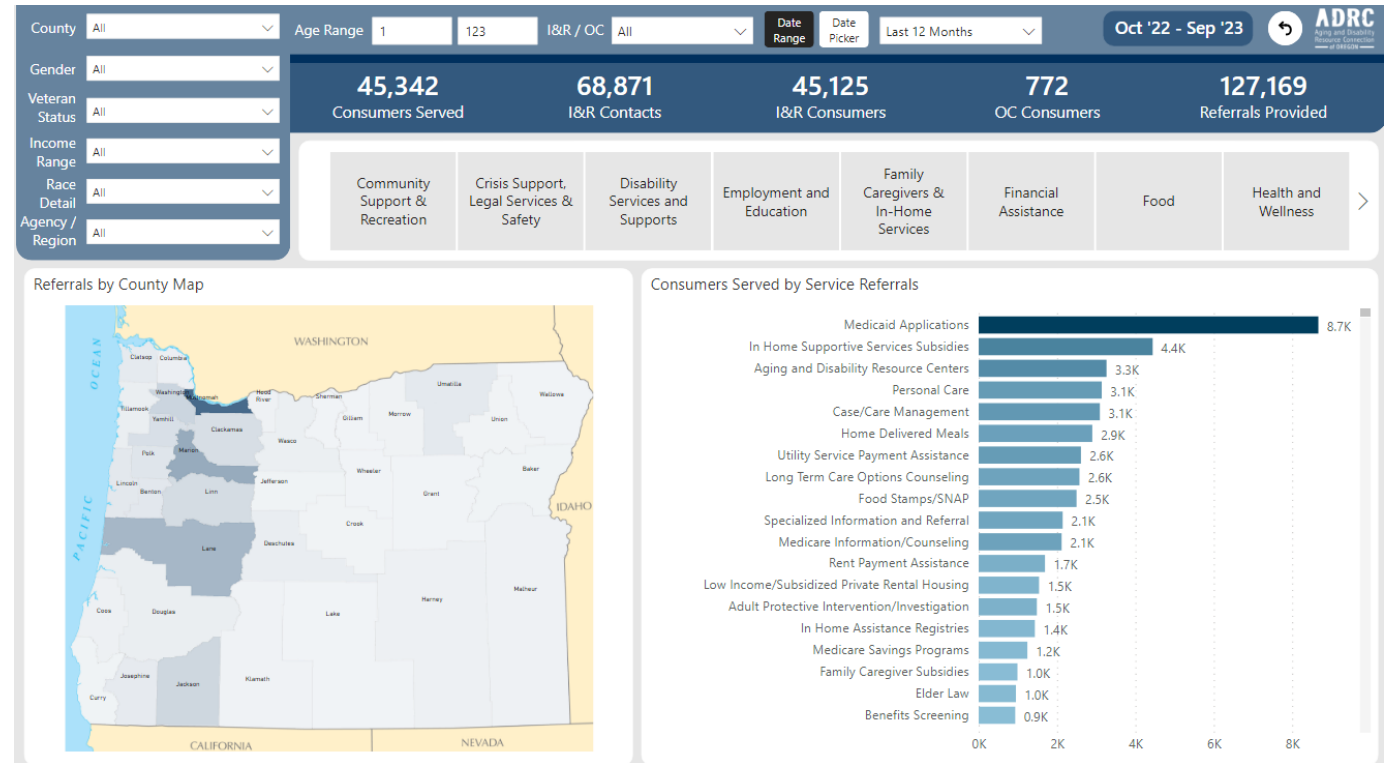 County All
Age Range 1 123
I&R / OC All
Date
Range
Date
Picker
Last 12 Months
Oct '22 - Sep '23
ADRC
Aging and Disability
Resource Connection
of OREGON
Gender All
Veteran
Status All
Income
Range All
Race
Detail All
Agency /
Region All
45,342
Consumers Served
68,871
I&R Contacts
45,125
I&R Consumers
772
OC Consumers
127,169
Referrals Provided
Community
Support &
Recreation
Crisis Support,
Legal Services &
Safety
Disability
Services and
Supports
Employment and
Education
Family
Caregivers &
In-Home
Services
Financial
Assistance
Food
Health and
Wellness
Referrals by County Map
WASHINGTON
OCEAN
PACIFIC
Clatsop
Columbia
Washington
Multnomah
Hood
River
Sherman
Umatilla
Wallowa
Tillamook
Yamhill
Clackamas
Gilliam
Morrow
Union
Wasco
Polk
Marion
Wheeler
Baker
Lincoln
Benton
Linn
Jefferson
Grant
IDAHO
Crook
Lane
Deschutes
Malheur
Harney
Coos
Douglas
Lake
Josephine
Jackson
Klamath
Curry
CALIFORNIA
NEVADA
Consumers Served by Service Referrals
Medicaid Applications 8.7K
In Home Supportive Services Subsidies 4.4K
Aging and Disability Resource Centers 3.3K
Personal Care 3.1K
Case/Care Management 3.1K
Home Delivered Meals 2.9K
Utility Service Payment Assistance 2.6K
Long Term Care Options Counseling 2.6K
Food Stamps/SNAP 2.5K
Specialized Information and Referral 2.1K
Medicare Information/Counseling 2.1K
Rent Payment Assistance 1.7K
Low Income/Subsidized Private Rental Housing 1.5K
Adult Protective Intervention/Investigation 1.5K
In Home Assistance Registries 1.4K
Medicare Savings Programs 1.2K
Family Caregiver Subsidies 1.0K
Elder Law 1.0K
Benefits Screening 0.9K
0K 2K 4K 6K 8K